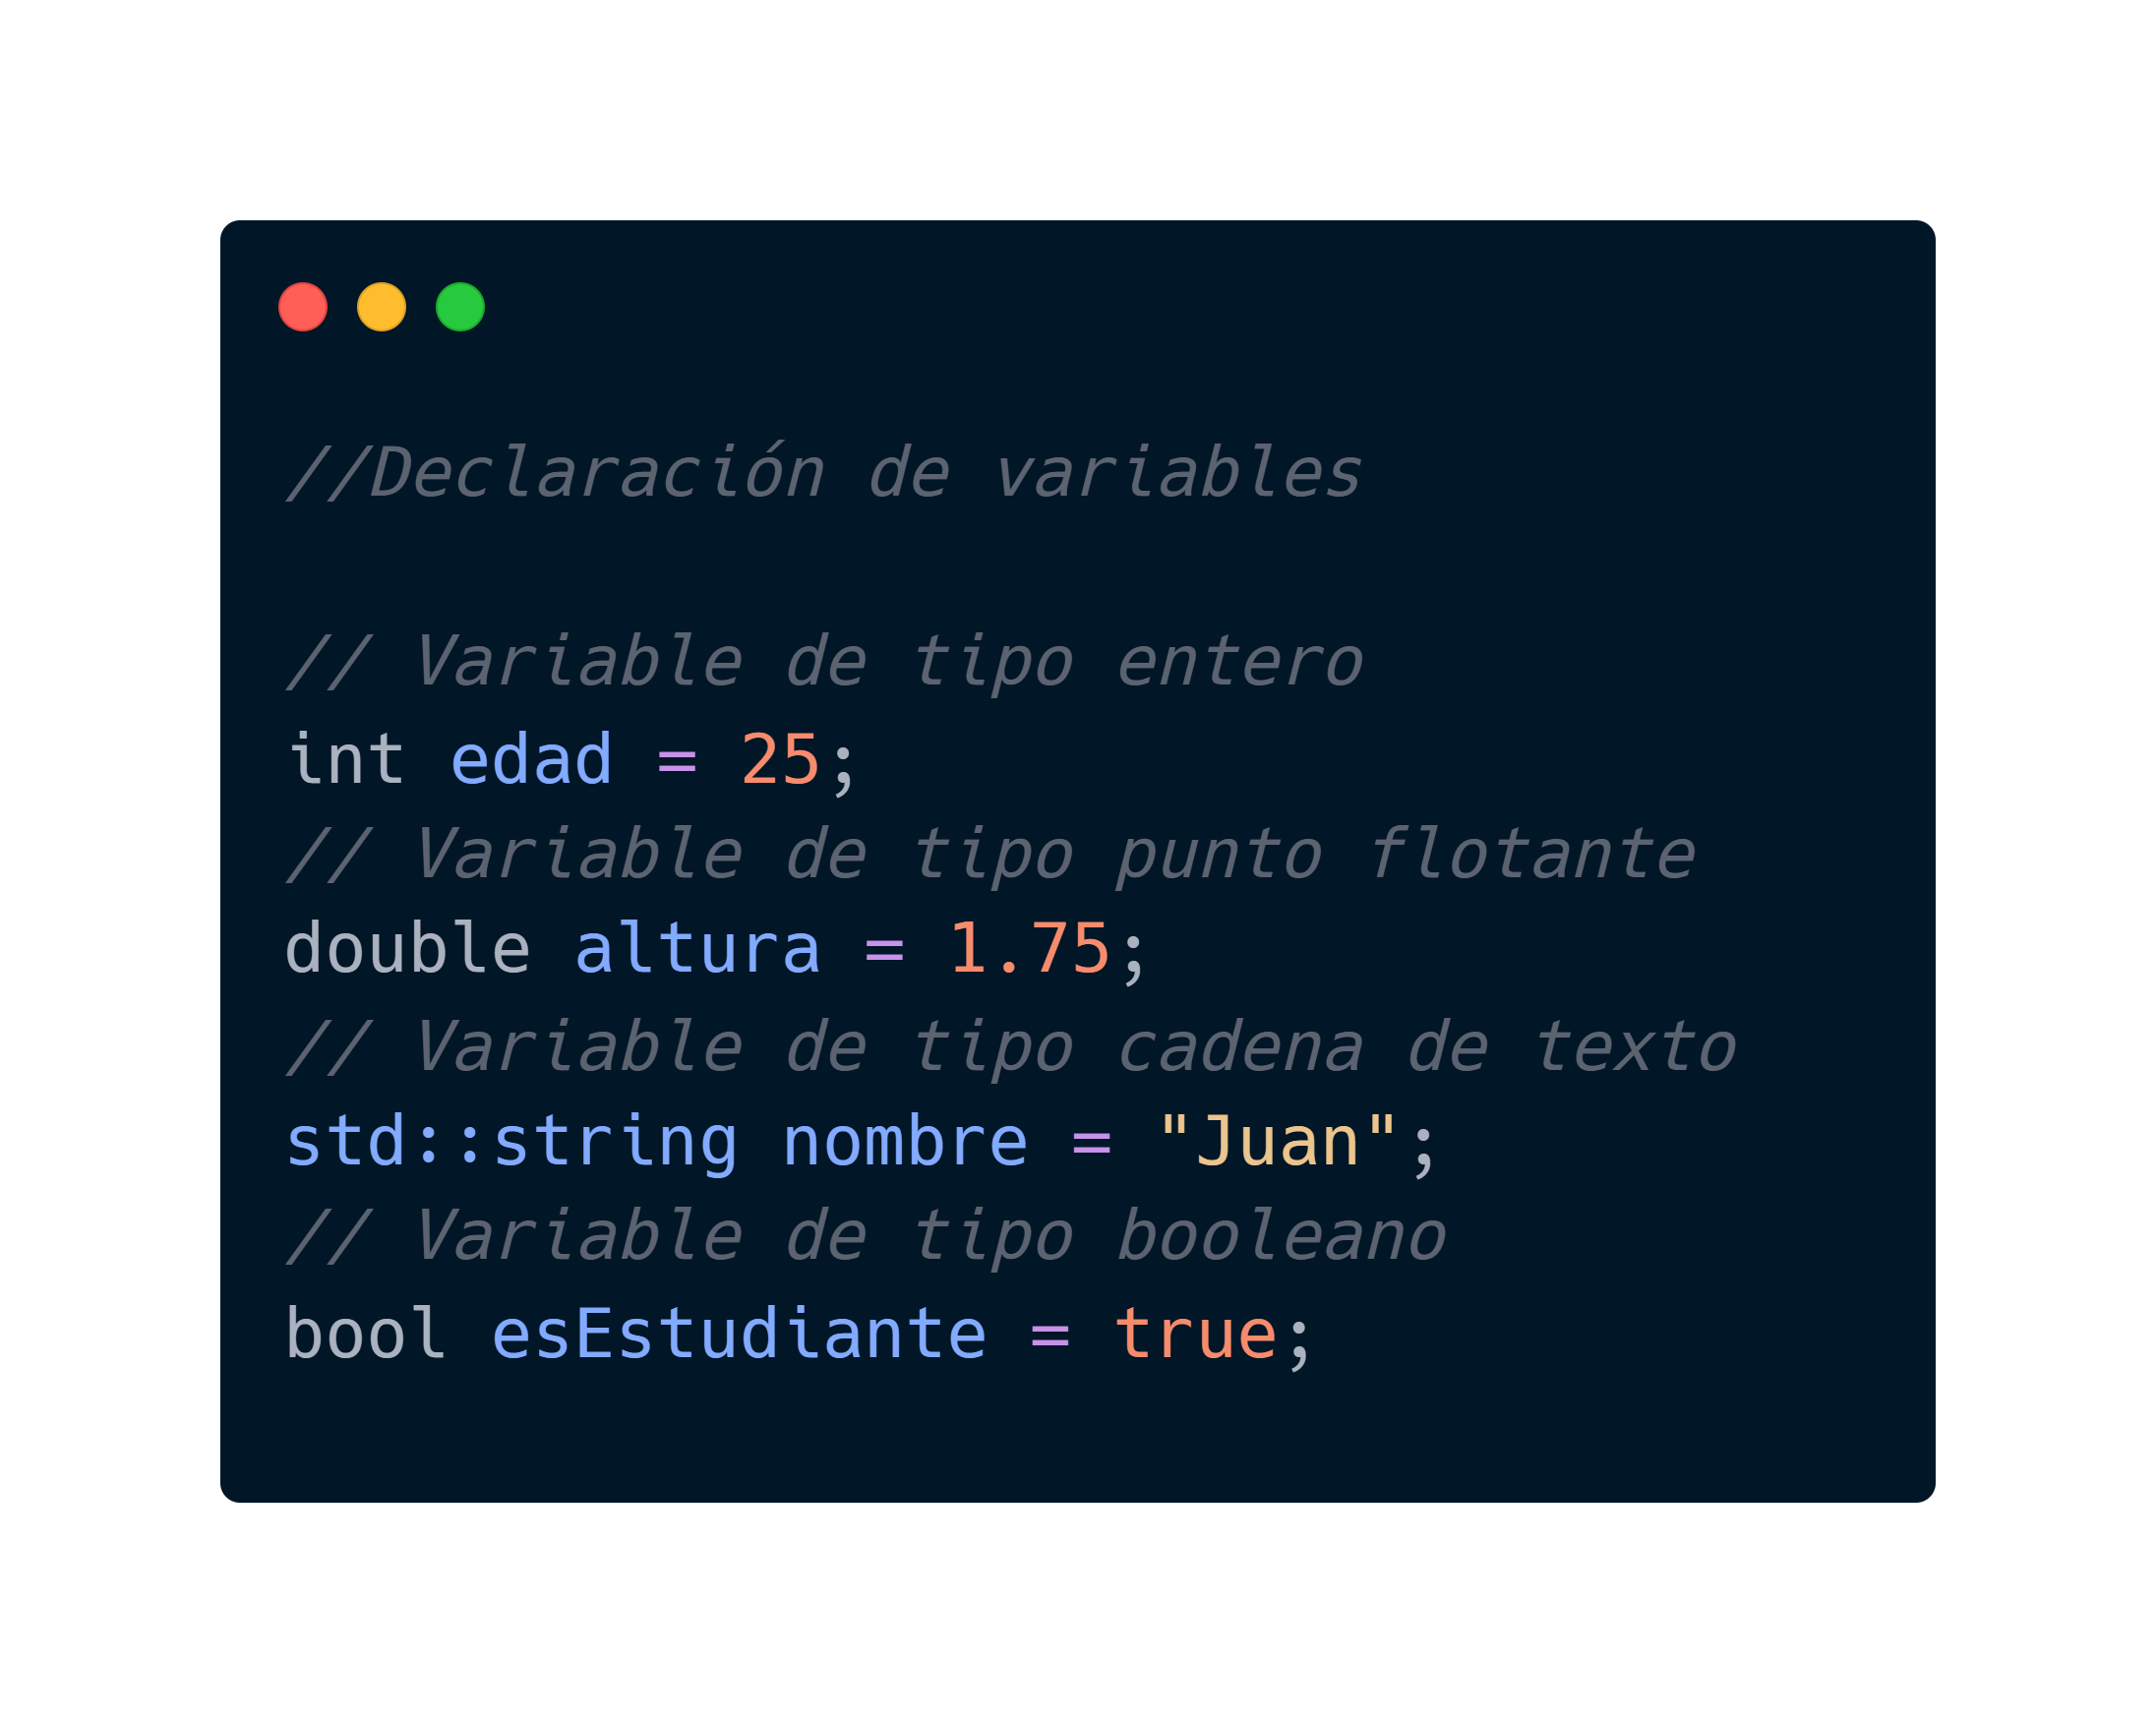 //Declaración de variables
// Variable de tipo entero
int edad = 25;
// Variable de tipo punto flotante
double altura = 1.75;
// Variable de tipo cadena de texto
std::string nombre = "Juan";
// Variable de tipo booleano
bool esEstudiante = true;